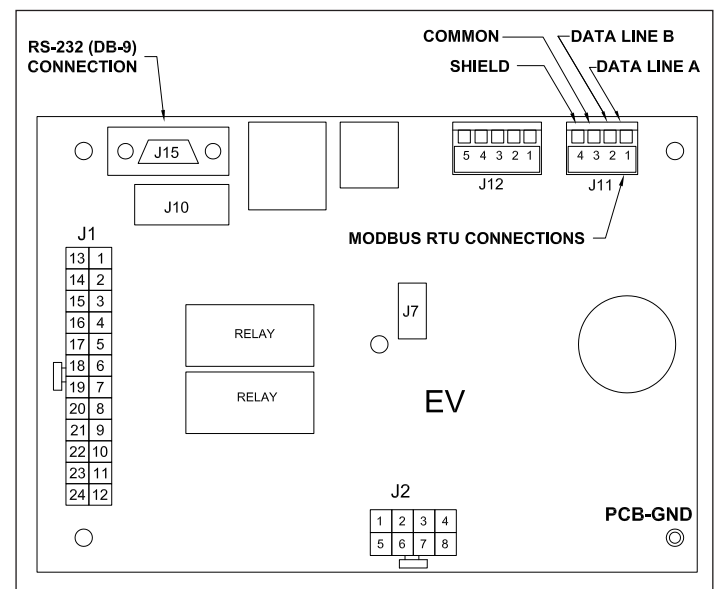 RS-232 (DB-9)
CONNECTION
COMMON
SHIELD
DATA LINE B
DATA LINE A
J15
J10
5 4 3 2 1
J12
4 3 2 1
J11
MODBUS RTU CONNECTIONS
J1
13 1
14 2
15 3
16 4
17 5
18 6
19 7
20 8
21 9
22 10
23 11
24 12
RELAY
RELAY
J7
EV
J2
1 2 3 4
5 6 7 8
PCB-GND